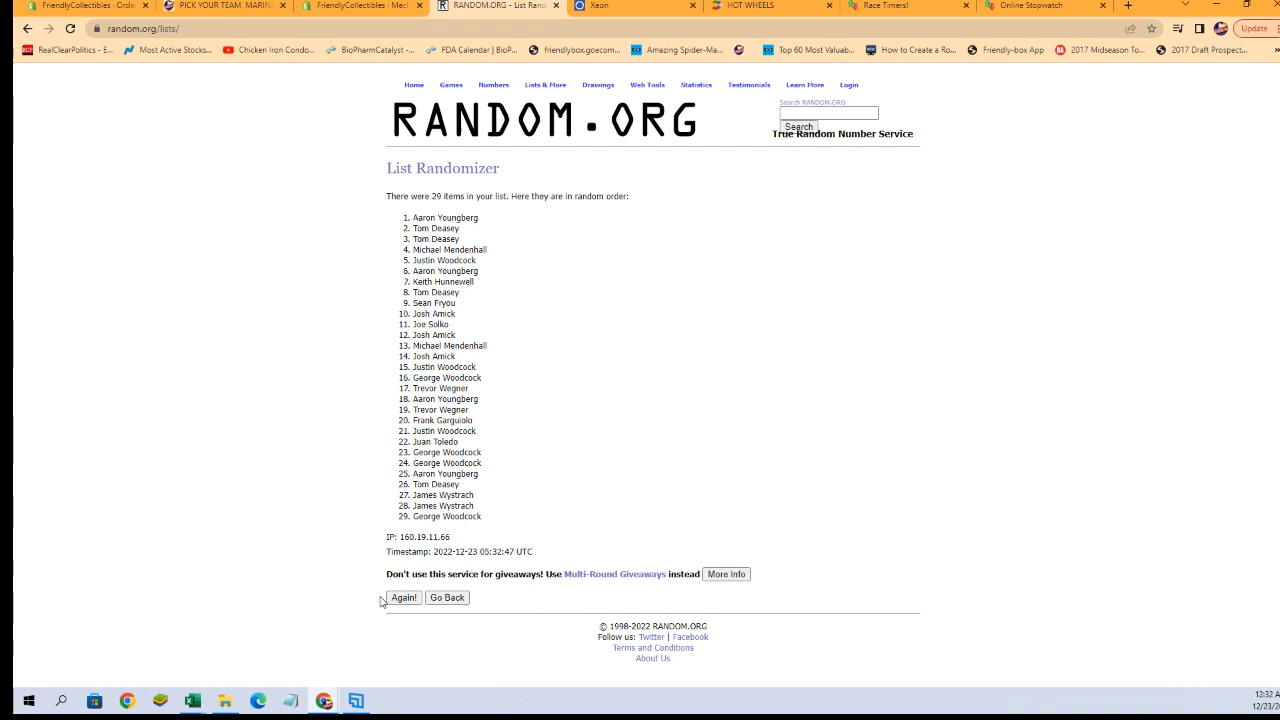 FriendlyCollectibles - Orde
PICK YOUR TEAM, MARIN
FriendlyCollectibles - Mech
RANDOM.ORG - List Rand
Xeon
HOT WHEELS
Race Timers!
Online Stopwatch
random.org/lists/
Update
RealClearPolitics - E...
Most Active Stocks...
Chicken Iron Condo...
BioPharmCatalyst -...
FDA Calendar | BioP...
friendlybox.goecom...
Amazing Spider-Ma...
Top 60 Most Valuab...
How to Create a Ro...
Friendly-box App
2017 Midseason To...
2017 Draft Prospect...
Home Games Numbers Lists & More Drawings Web Tools Statistics Testimonials Learn More Login
RANDOM.ORG
Search RANDOM.ORG
Search
True Random Number Service
List Randomizer
There were 29 items in your list. Here they are in random order:
1. Aaron Youngberg
2. Tom Deasey
3. Tom Deasey
4. Michael Mendenhall
5. Justin Woodcock
6. Aaron Youngberg
7. Keith Hunnewell
8. Tom Deasey
9. Sean Fryou
10. Josh Amick
11. Joe Solko
12. Josh Amick
13. Michael Mendenhall
14. Josh Amick
15. Justin Woodcock
16. George Woodcock
17. Trevor Wegner
18. Aaron Youngberg
19. Trevor Wegner
20. Frank Garguiolo
21. Justin Woodcock
22. Juan Toledo
23. George Woodcock
24. George Woodcock
25. Aaron Youngberg
26. Tom Deasey
27. James Wystrach
28. James Wystrach
29. George Woodcock
IP: 160.19.11.66
Timestamp: 2022-12-23 05:32:47 UTC
Don't use this service for giveaways! Use Multi-Round Giveaways instead More Info
Again! Go Back
© 1998-2022 RANDOM.ORG
Follow us: Twitter | Facebook
Terms and Conditions
About Us
12:32 A
12/23/2